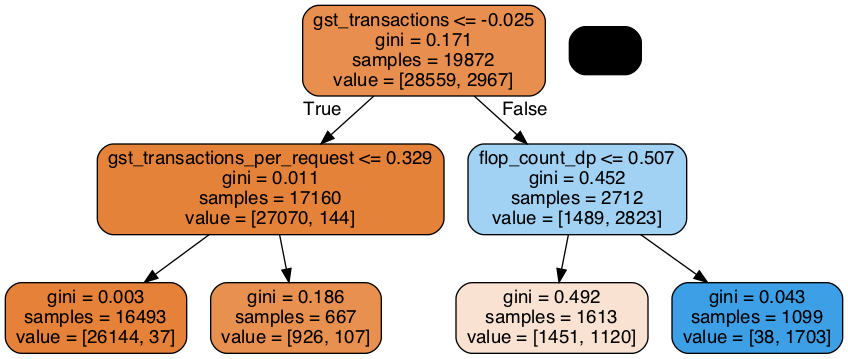 gst_transactions <= -0.025
gini = 0.171
samples = 19872
value = [28559, 2967]
True
False
gst_transactions_per_request <= 0.329
gini = 0.011
samples = 17160
value = [27070, 144]
flop_count_dp <= 0.507
gini = 0.452
samples = 2712
value = [1489, 2823]
gini = 0.003
samples = 16493
value = [26144, 37]
gini = 0.186
samples = 667
value = [926, 107]
gini = 0.492
samples = 1613
value = [1451, 1120]
gini = 0.043
samples = 1099
value = [38, 1703]